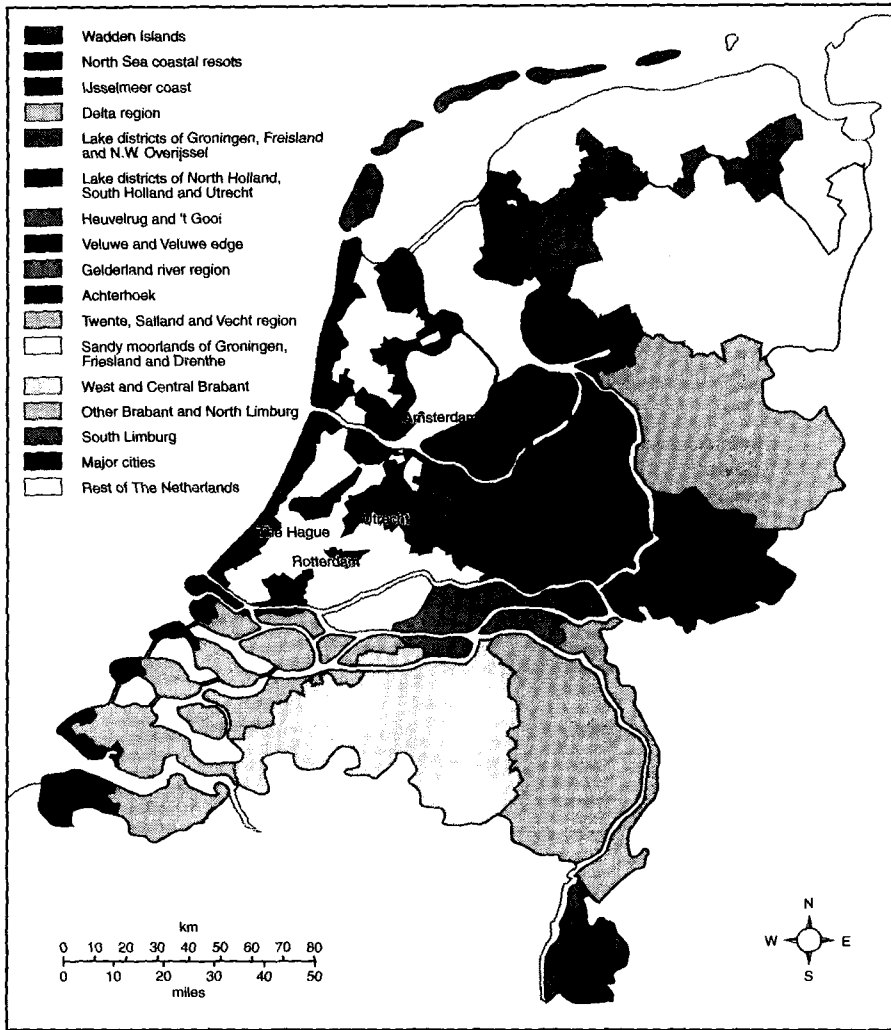 Wadden Islands
North Sea coastal resots
IJsselmeer coast
Delta region
Lake districts of Groningen, Freisland
and N.W. Overijssel
Lake districts of North Holland,
South Holland and Utrecht
Heuvelrug and 't Gooi
Veluwe and Veluwe edge
Gelderland river region
Achterhoek
Twente, Salland and Vecht region
Sandy moorlands of Groningen,
Friesland and Drenthe
West and Central Brabant
Other Brabant and North Limburg
South Limburg
Major cities
Rest of The Netherlands
Amsterdam
Utrecht
The Hague
Rotterdam
km
0 10 20 30 40 50 60 70 80
0 10 20 30 40 50
miles
N
W E
S